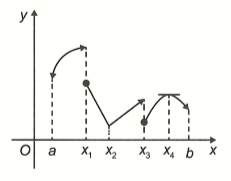 y
O a x₁ x₂ x₃ x₄ b x